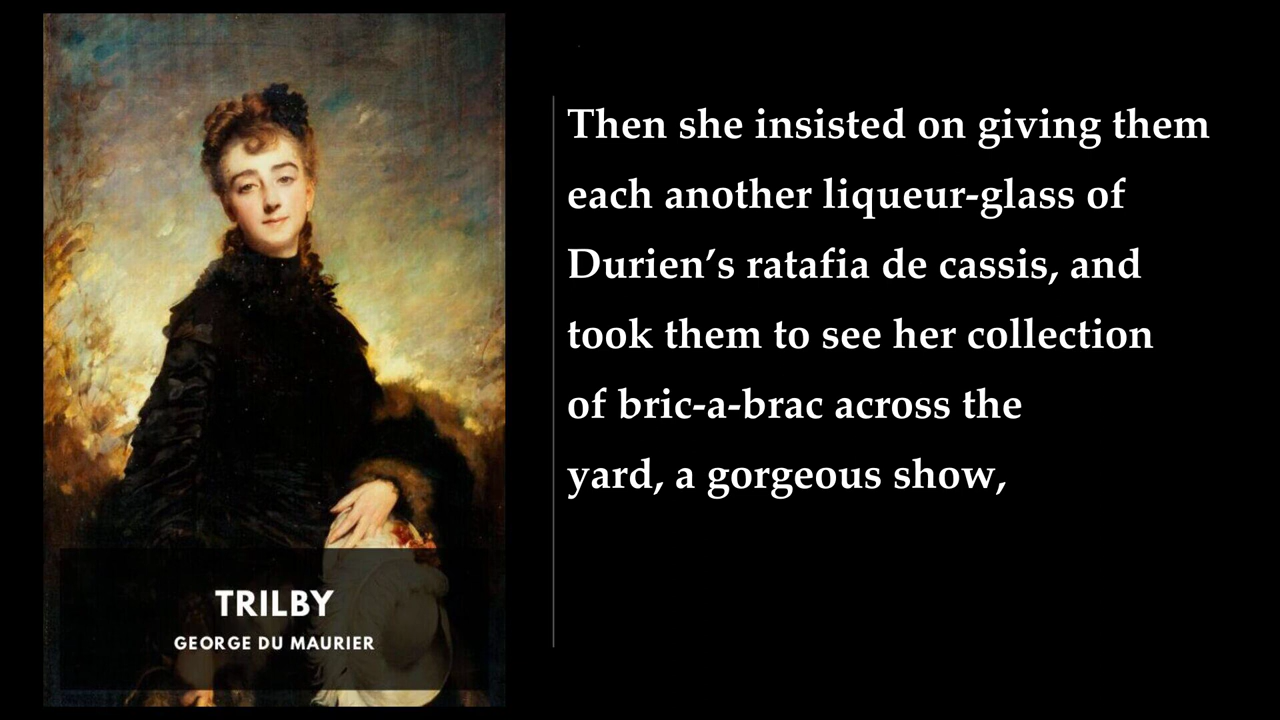 TRILBY
GEORGE DU MAURIER
Then she insisted on giving them
each another liqueur-glass of
Durien’s ratafia de cassis, and
took them to see her collection
of bric-a-brac across the
yard, a gorgeous show,